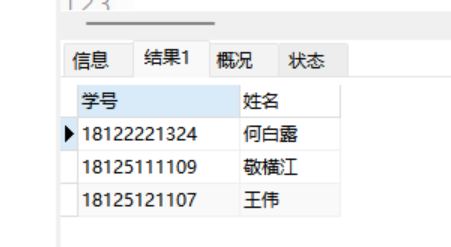 信息 结果1 概况 状态
学号 姓名
18122221324 何白露
18125111109 敬横江
18125121107 王伟